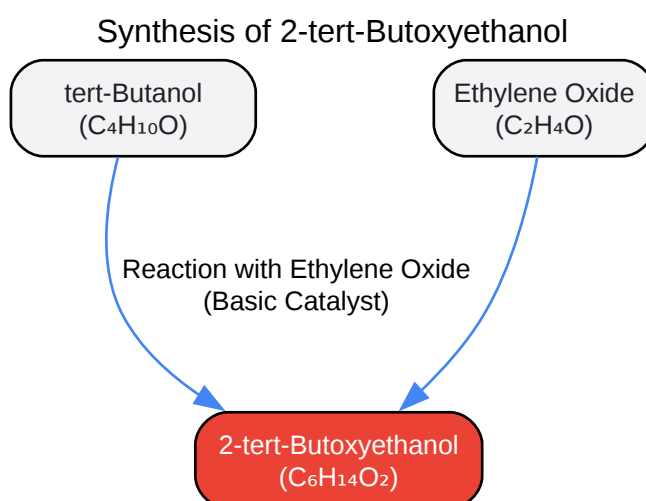 Synthesis of 2-tert-Butoxyethanol
tert-Butanol
(C₄H₁₀O)
Ethylene Oxide
(C₂H₄O)
Reaction with Ethylene Oxide
(Basic Catalyst)
2-tert-Butoxyethanol
(C₆H₁₄O₂)